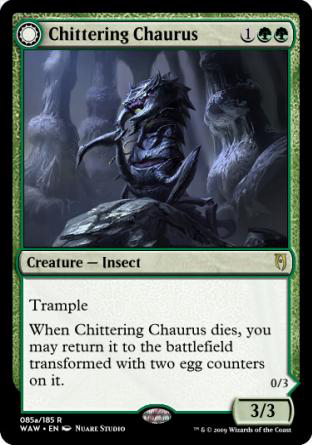 Chittering Chaurus 1
Creature — Insect
Trample
When Chittering Chaurus dies, you
may return it to the battlefield
transformed with two egg counters
on it.
0/3
3/3
085a/185 R
WAW • EN Nuare Studio
™ & © 2019 Wizards of the Coast